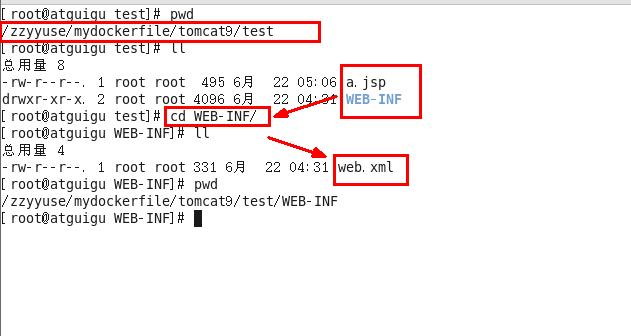 [root@atguigu test]# pwd
/zzyyuse/mydockerfile/tomcat9/test
[root@atguigu test]# ll
总用量 8
-rw-r--r--. 1 root root  495 6月  22 05:06 a.jsp
drwxr-xr-x. 2 root root 4096 6月  22 04:31 WEB-INF
[root@atguigu test]# cd WEB-INF/
[root@atguigu WEB-INF]# ll
总用量 4
-rw-r--r--. 1 root root 331 6月  22 04:31 web.xml
[root@atguigu WEB-INF]# pwd
/zzyyuse/mydockerfile/tomcat9/test/WEB-INF
[root@atguigu WEB-INF]#